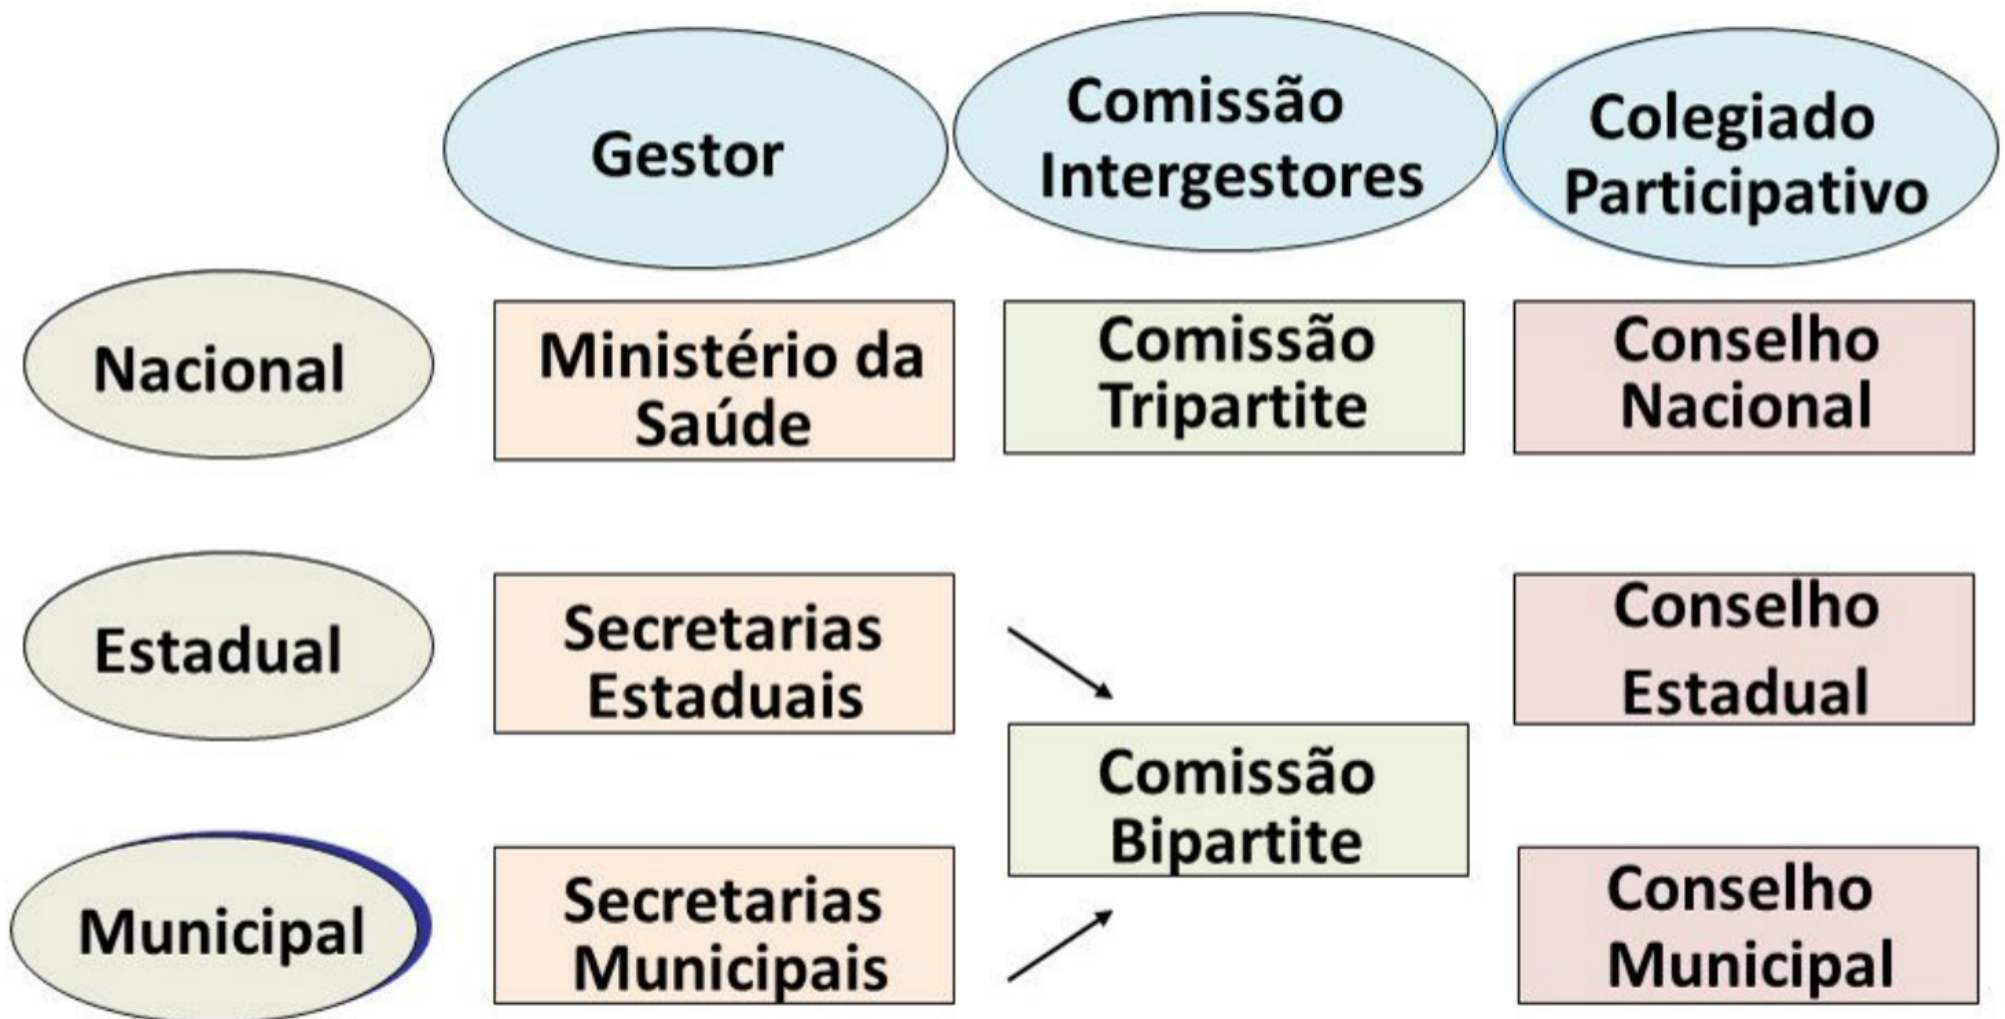 Gestor
Comissão
Intergestores
Colegiado
Participativo
Nacional
Ministério da
Saúde
Comissão
Tripartite
Conselho
Nacional
Estadual
Secretarias
Estaduais
Conselho
Estadual
Comissão
Bipartite
Municipal
Secretarias
Municipais
Conselho
Municipal